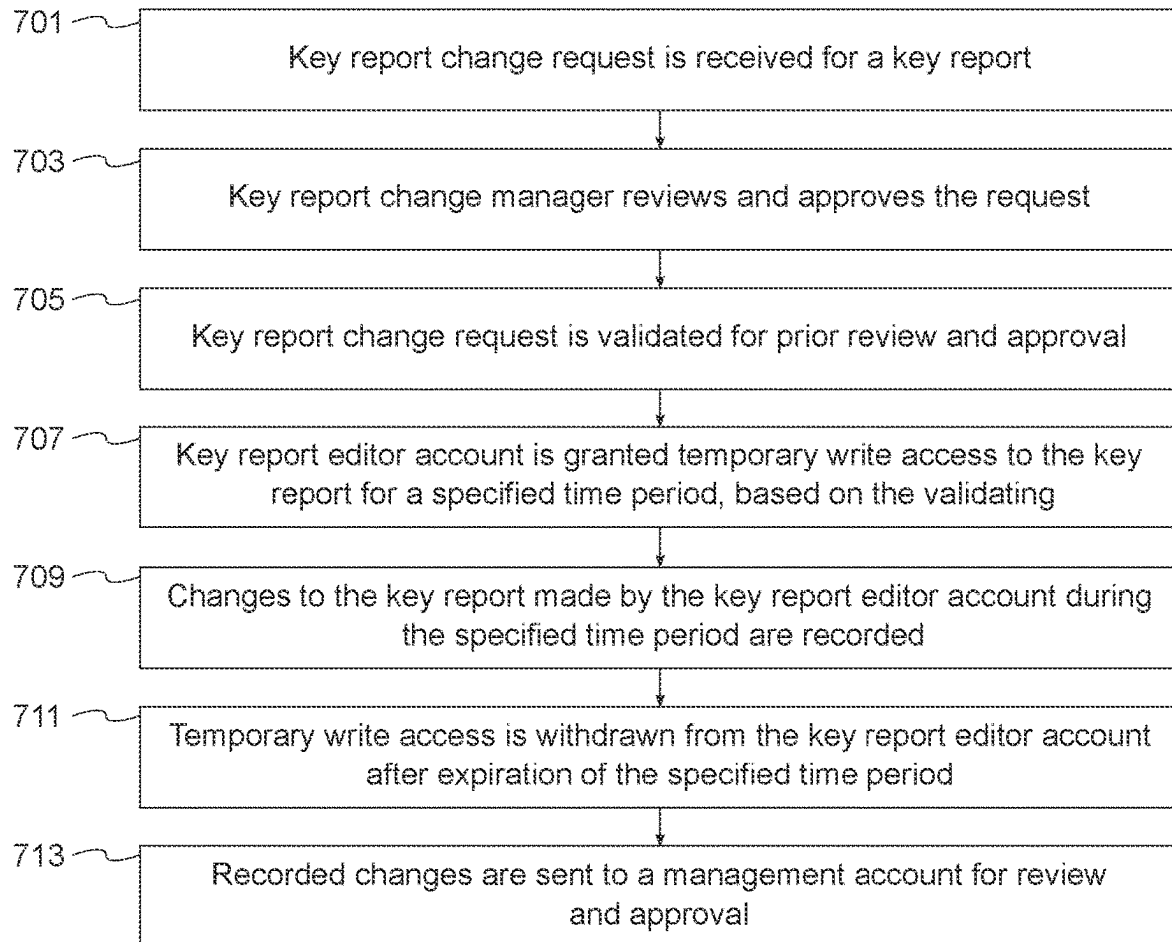 701
Key report change request is received for a key report
703
Key report change manager reviews and approves the request
705
Key report change request is validated for prior review and approval
707
Key report editor account is granted temporary write access to the key
report for a specified time period, based on the validating
709
Changes to the key report made by the key report editor account during
the specified time period are recorded
711
Temporary write access is withdrawn from the key report editor account
after expiration of the specified time period
713
Recorded changes are sent to a management account for review
and approval